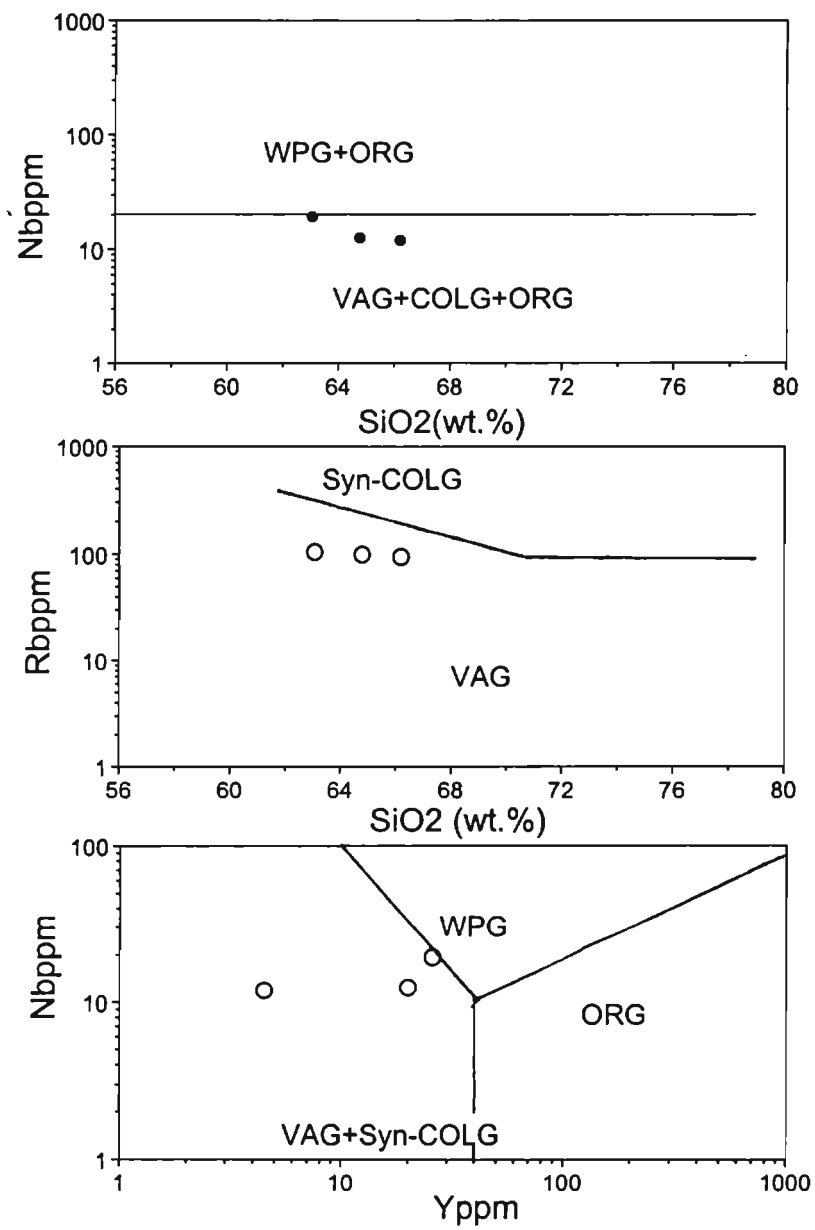 1000
100
10
1
Nbppm
WPG+ORG
VAG+COLG+ORG
56 60 64 68 72 76 80
SiO2(wt.%)
1000
100
10
1
Rbppm
Syn-COLG
VAG
56 60 64 68 72 76 80
SiO2 (wt.%)
100
10
1
Nbppm
WPG
ORG
VAG+Syn-COLG
1 10 100 1000
Yppm